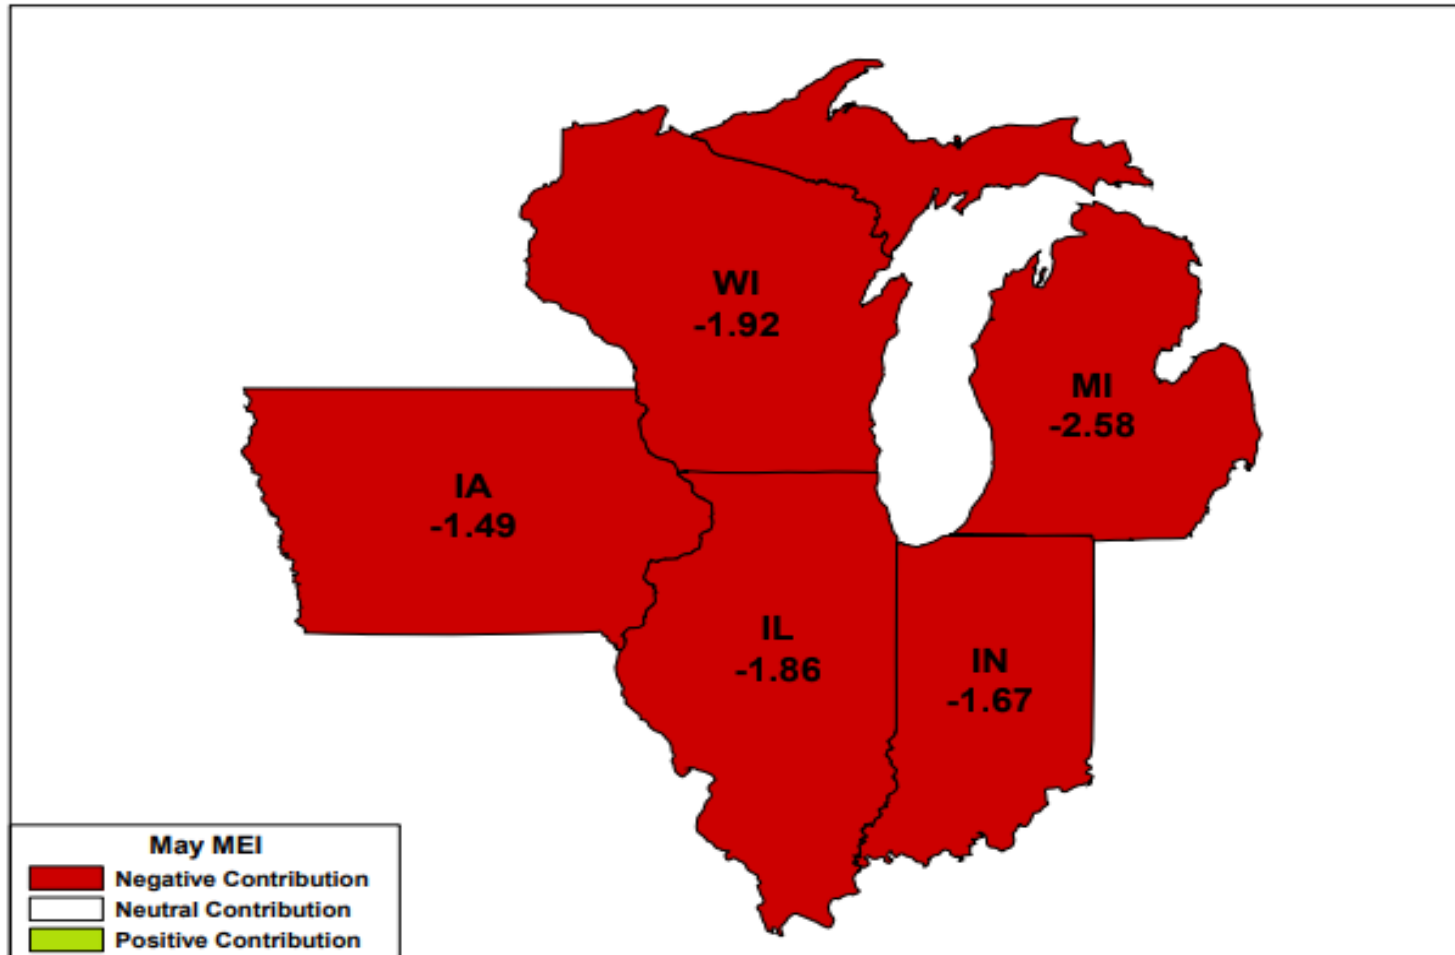 WI
-1.92
MI
-2.58
IA
-1.49
IL
-1.86
IN
-1.67
May MEI
Negative Contribution
Neutral Contribution
Positive Contribution